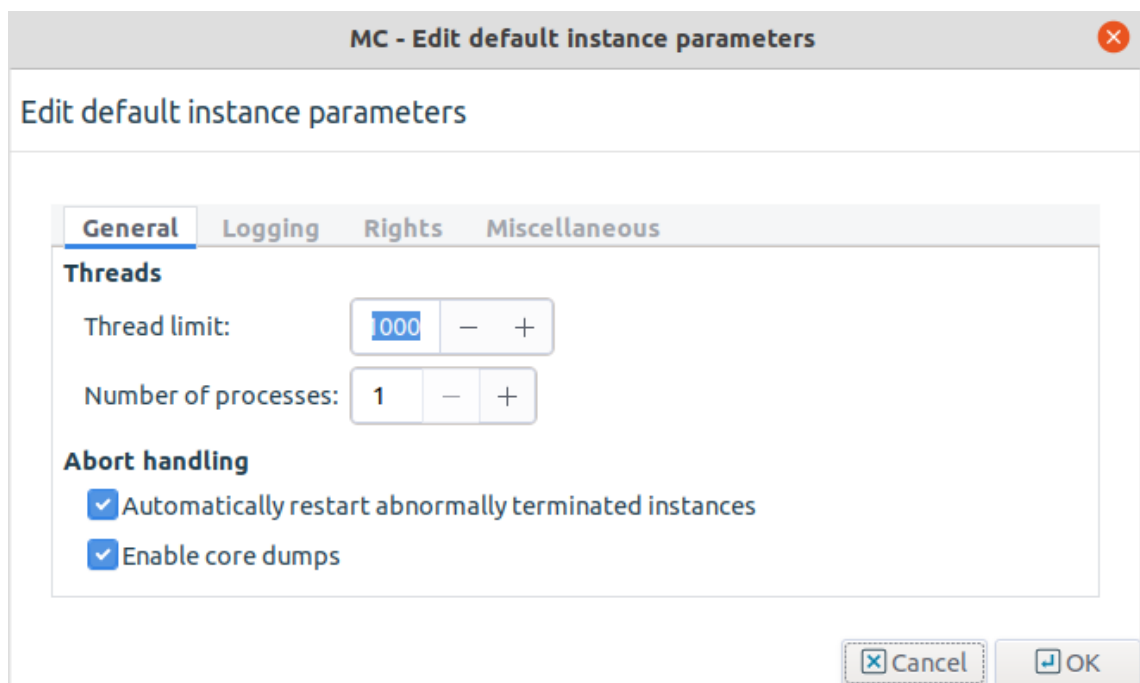 MC - Edit default instance parameters
Edit default instance parameters
General Logging Rights Miscellaneous
Threads
Thread limit: 1000 − +
Number of processes: 1 − +
Abort handling
Automatically restart abnormally terminated instances
Enable core dumps
Cancel OK